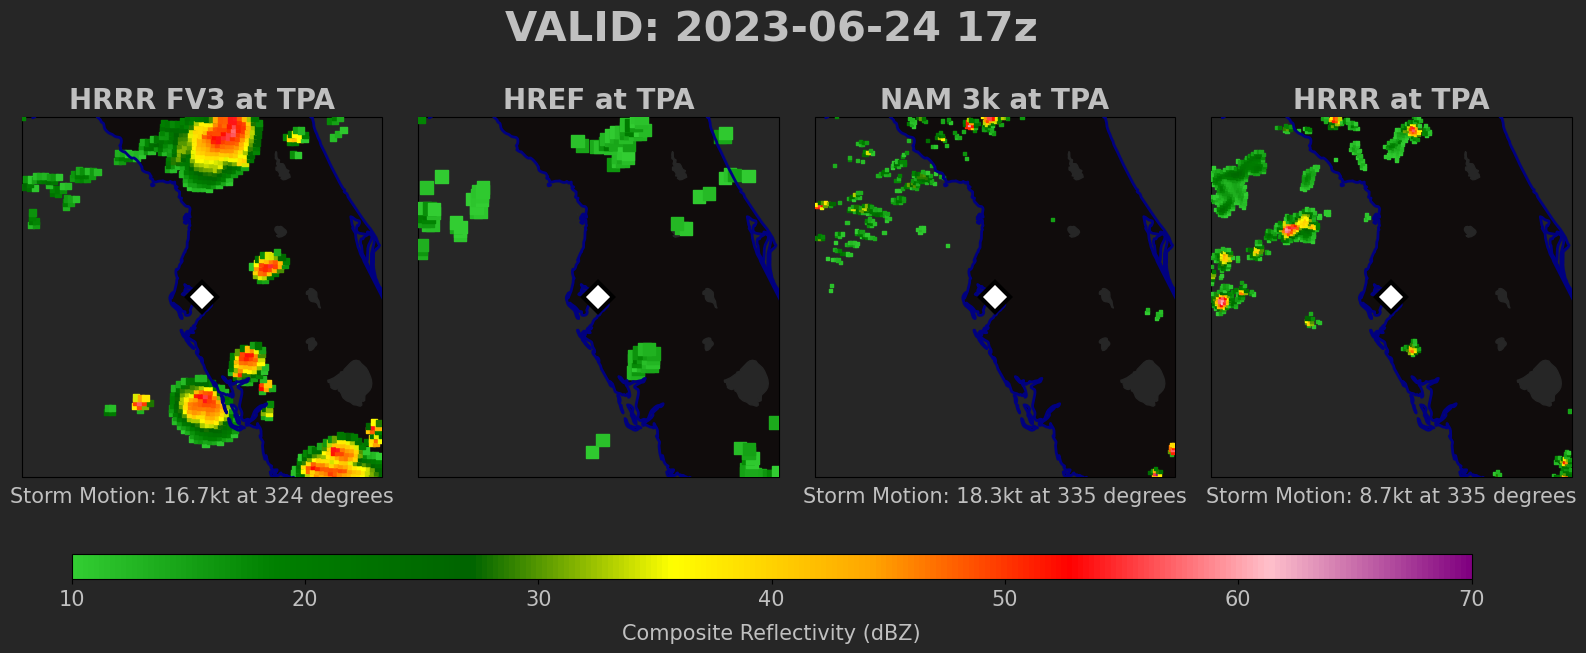 VALID: 2023-06-24 17z
HRRR FV3 at TPA
HREF at TPA
NAM 3k at TPA
HRRR at TPA
Storm Motion: 16.7kt at 324 degrees
Storm Motion: 18.3kt at 335 degrees
Storm Motion: 8.7kt at 335 degrees
10 20 30 40 50 60 70
Composite Reflectivity (dBZ)